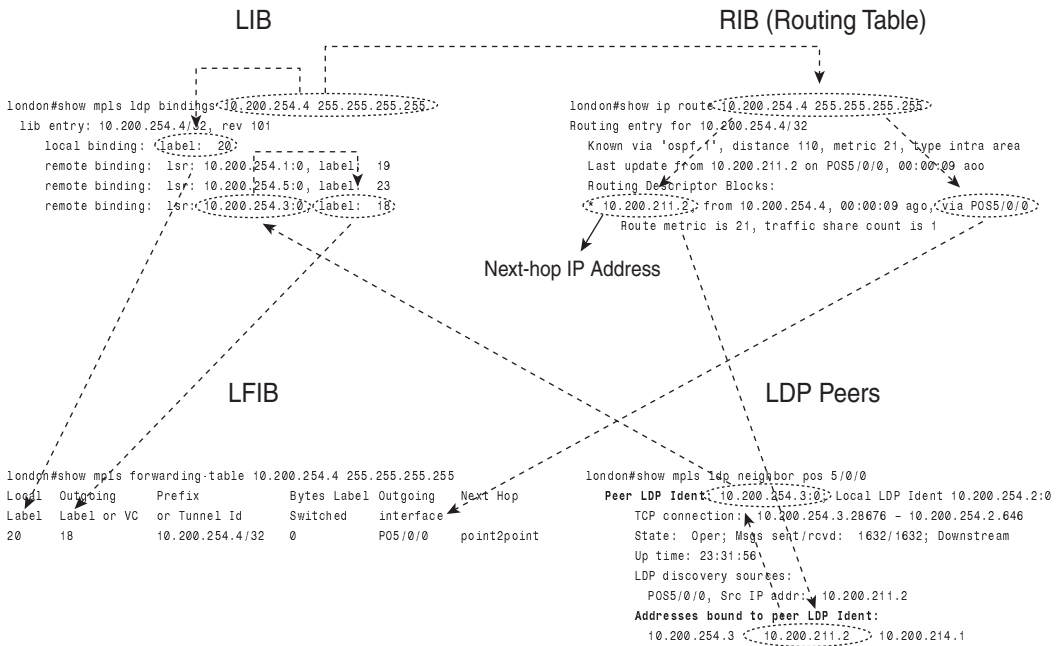 LIB
london#show mpls ldp bindings 10.200.254.4 255.255.255.255
lib entry: 10.200.254.4/32, rev 101
local binding: label: 20
remote binding: lsr: 10.200.254.1:0, label: 19
remote binding: lsr: 10.200.254.5:0, label: 23
remote binding: lsr: 10.200.254.3:0, label: 18
RIB (Routing Table)
london#show ip route 10.200.254.4 255.255.255.255
Routing entry for 10.200.254.4/32
Known via 'ospf 1', distance 110, metric 21, type intra area
Last update from 10.200.211.2 on POS5/0/0, 00:00:09 aoo
Routing Descriptor Blocks:
* 10.200.211.2, from 10.200.254.4, 00:00:09 ago, via POS5/0/0
Route metric is 21, traffic share count is 1
Next-hop IP Address
LFIB
london#show mpls forwarding-table 10.200.254.4 255.255.255.255
Local Outgoing Prefix Bytes Label Outgoing Next Hop
Label Label or VC or Tunnel Id Switched interface
20 18 10.200.254.4/32 0 PO5/0/0 point2point
LDP Peers
london#show mpls ldp neighbor pos 5/0/0
Peer LDP Ident: 10.200.254.3:0; Local LDP Ident 10.200.254.2:0
TCP connection: 10.200.254.3.28676 - 10.200.254.2.646
State: Oper; Msgs sent/rcvd: 1632/1632; Downstream
Up time: 23:31:56
LDP discovery sources:
POS5/0/0, Src IP addr: 10.200.211.2
Addresses bound to peer LDP Ident:
10.200.254.3 10.200.211.2 10.200.214.1